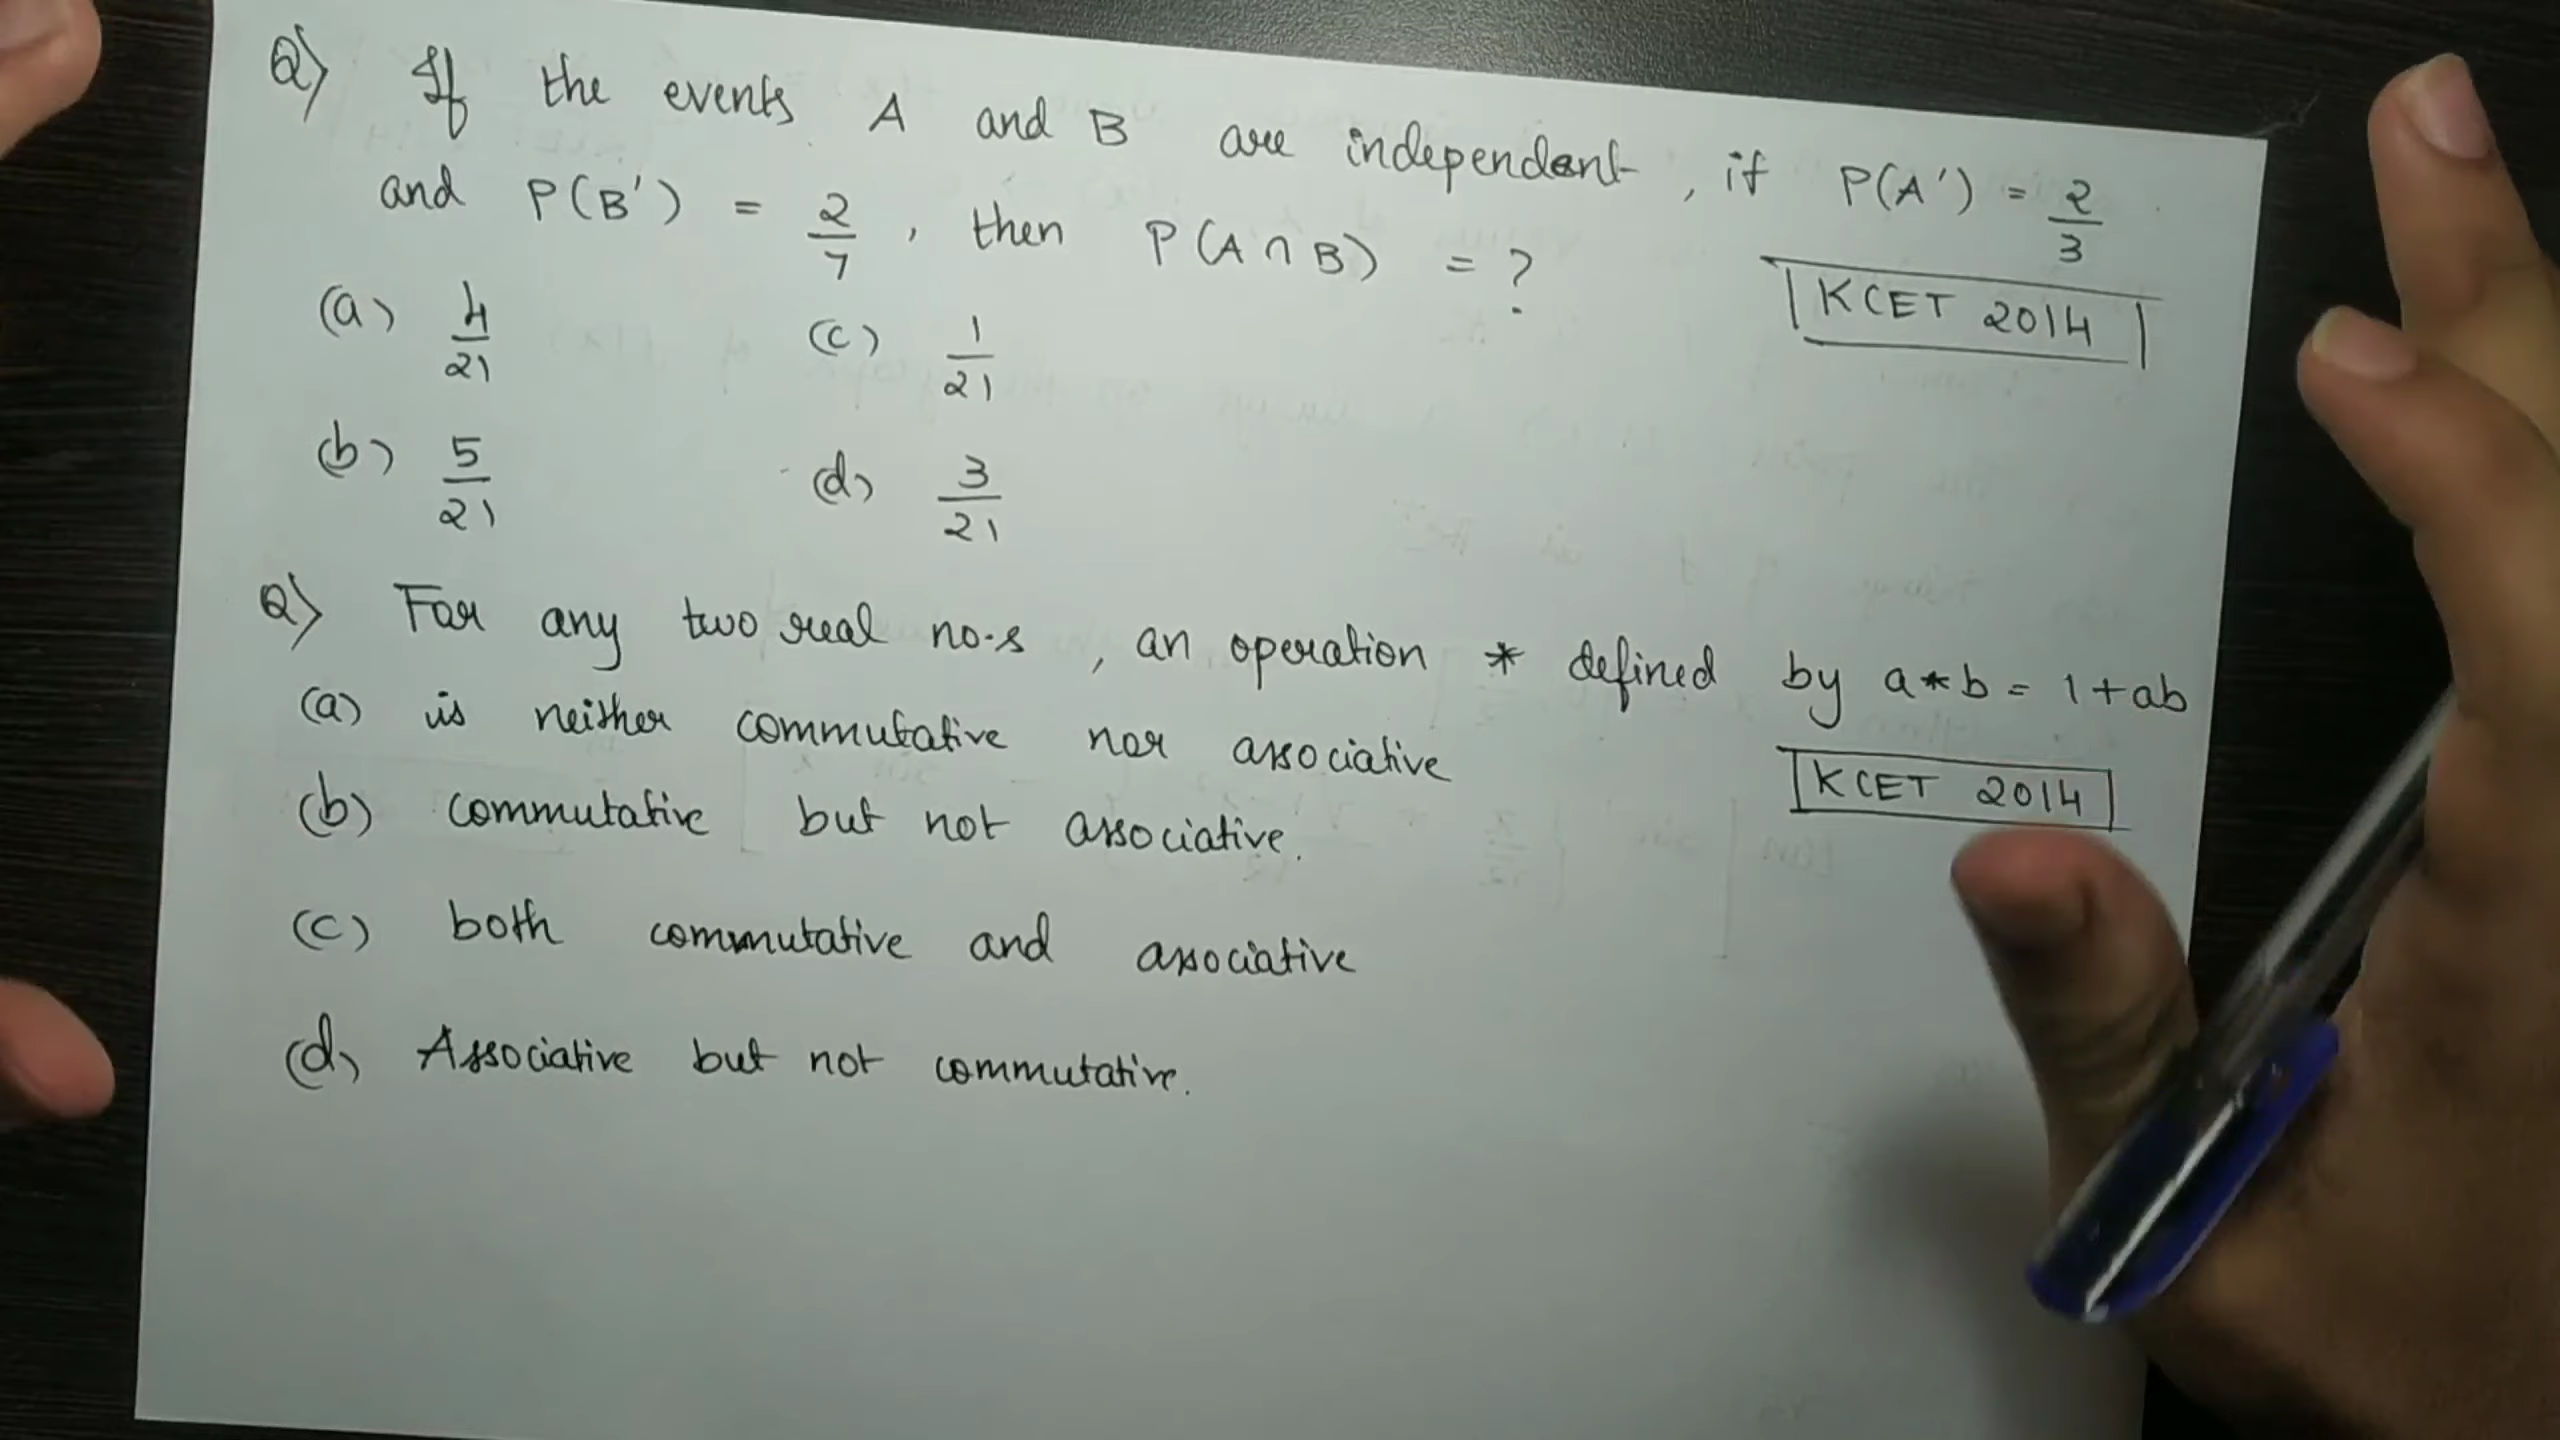 Q) If the events A and B are independent, if P(A') = 2/3
and P(B') = 2/7, then P(A ∩ B) = ?
KCET 2014
(a) 4/21 (c) 1/21
(b) 5/21 (d) 3/21
Q) For any two real no.s, an operation * defined by a*b = 1+ab
(a) is neither commutative nor associative
KCET 2014
(b) commutative but not associative.
(c) both commutative and associative
(d) Associative but not commutative.